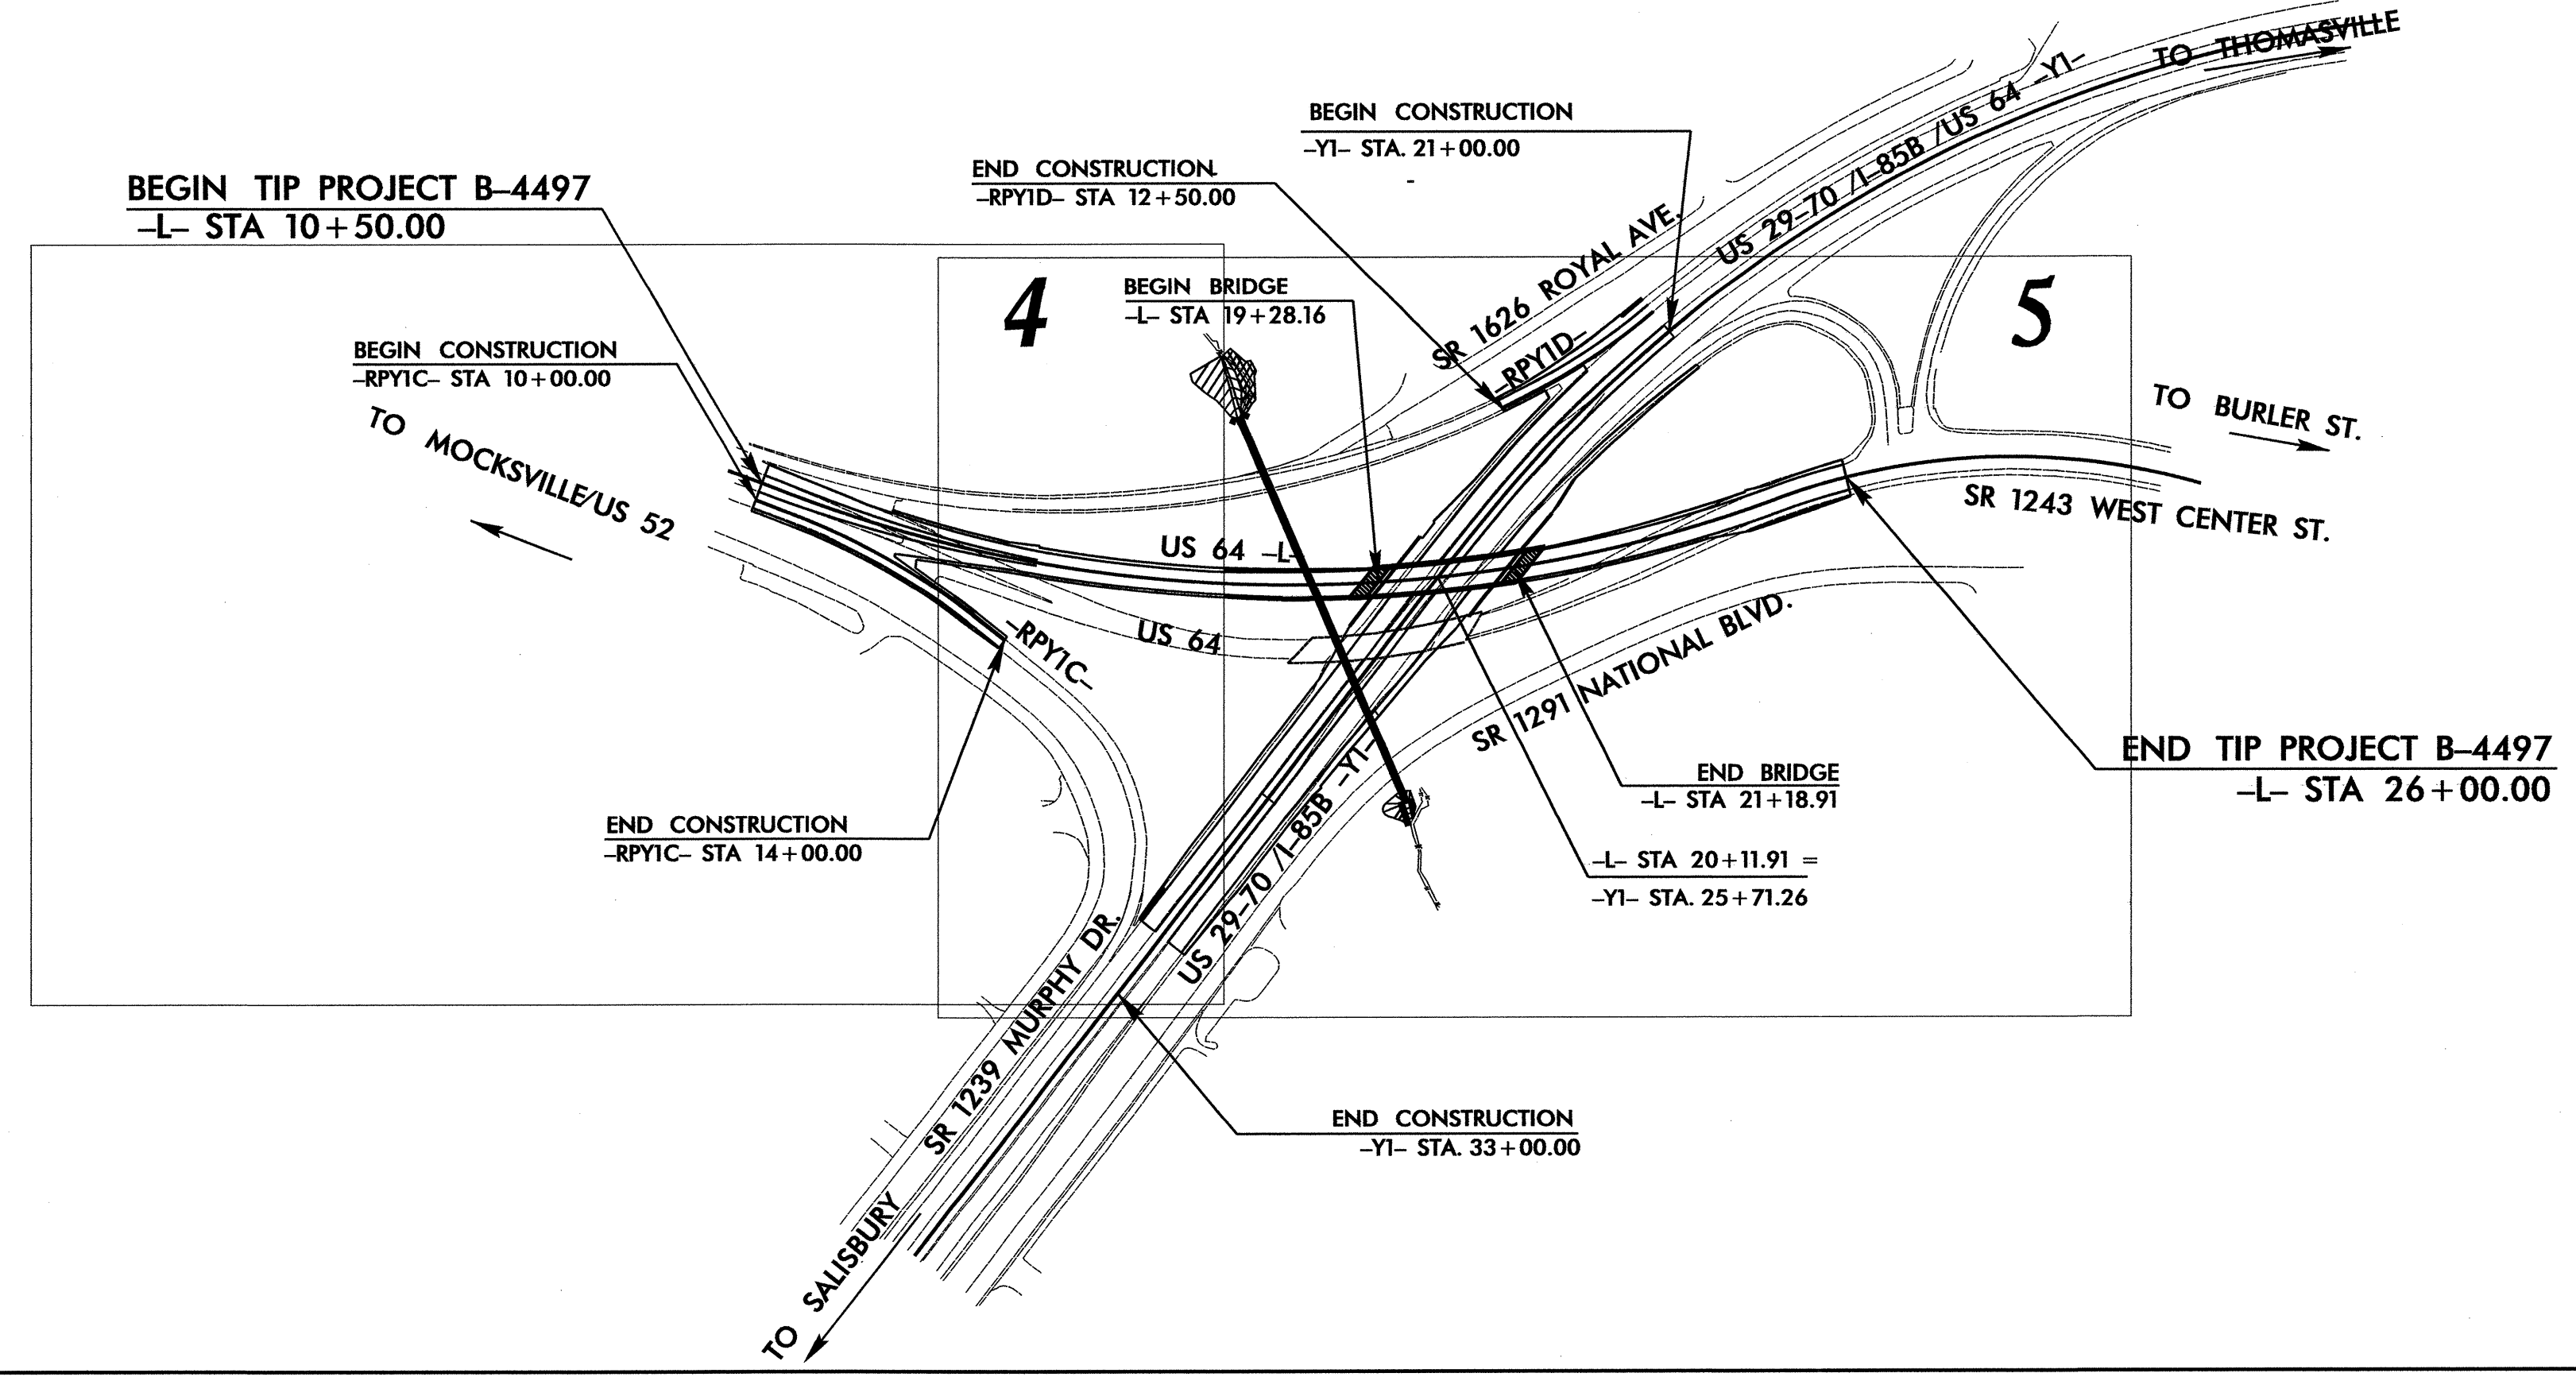 TO THOMASVILLE
US 29-70 /I-85B /US 64 -Y1-
BEGIN CONSTRUCTION
-Y1- STA. 21+00.00
END CONSTRUCTION
-RPY1D- STA 12+50.00
BEGIN TIP PROJECT B-4497
-L- STA 10+50.00
SR 1626 ROYAL AVE.
4
5
BEGIN BRIDGE
-L- STA 19+28.16
-RPY1D-
BEGIN CONSTRUCTION
-RPY1C- STA 10+00.00
TO MOCKSVILLE/US 52
TO BURLER ST.
SR 1243 WEST CENTER ST.
US 64 -L-
US 64
-RPY1C-
SR 1291 NATIONAL BLVD.
END TIP PROJECT B-4497
-L- STA 26+00.00
END BRIDGE
-L- STA 21+18.91
END CONSTRUCTION
-RPY1C- STA 14+00.00
-L- STA 20+11.91 =
-Y1- STA. 25+71.26
US 29-70 /I-85B -Y1-
SR 1239 MURPHY DR.
END CONSTRUCTION
-Y1- STA. 33+00.00
TO SALISBURY